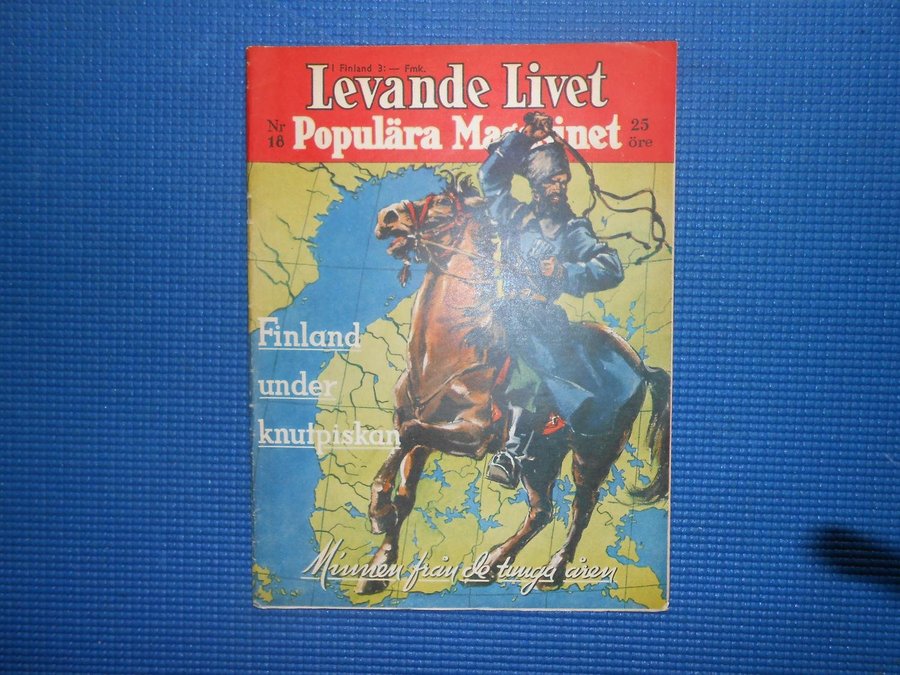 I Finland 3:— Fmk.
Levande Livet
Nr 18 Populära Magasinet 25 öre
Finland
under
knutpiskan
Minnen från de tunga åren